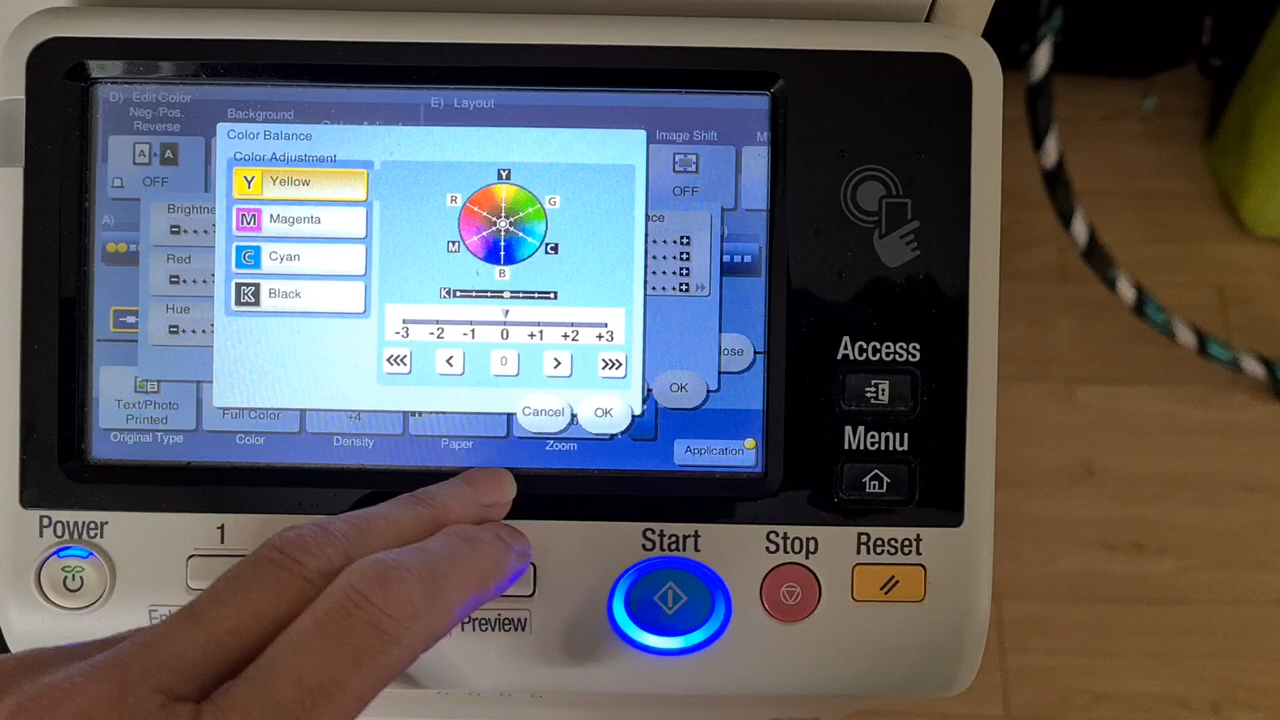 D) Edit Color
E) Layout
Neg-/Pos.
Reverse
Background
Image Shift
A
A
OFF
OFF
Color Balance
Color Adjustment
Y Yellow
M Magenta
C Cyan
K Black
Y
R
G
M
C
B
K
-3 -2 -1 0 +1 +2 +3
0
Cancel
OK
A)
Red
Hue
OK
Text/Photo
Printed
Full Color
+4
Original Type
Color
Density
Paper
Zoom
Application
Access
Menu
Power
1
Start
Stop
Reset
Preview